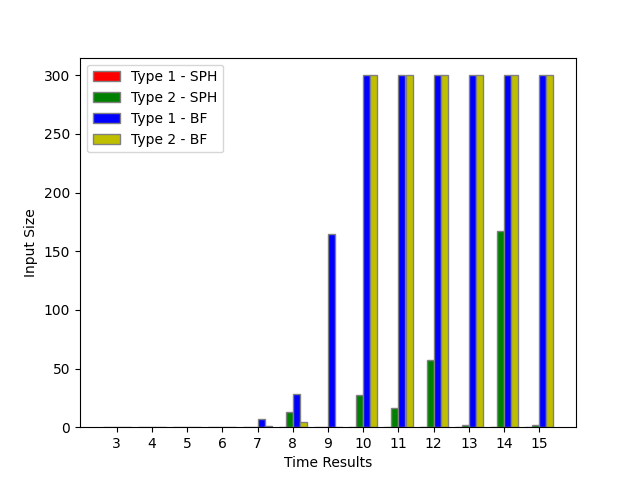 300
250
200
150
100
50
0
Input Size
Type 1 - SPH
Type 2 - SPH
Type 1 - BF
Type 2 - BF
3 4 5 6 7 8 9 10 11 12 13 14 15
Time Results